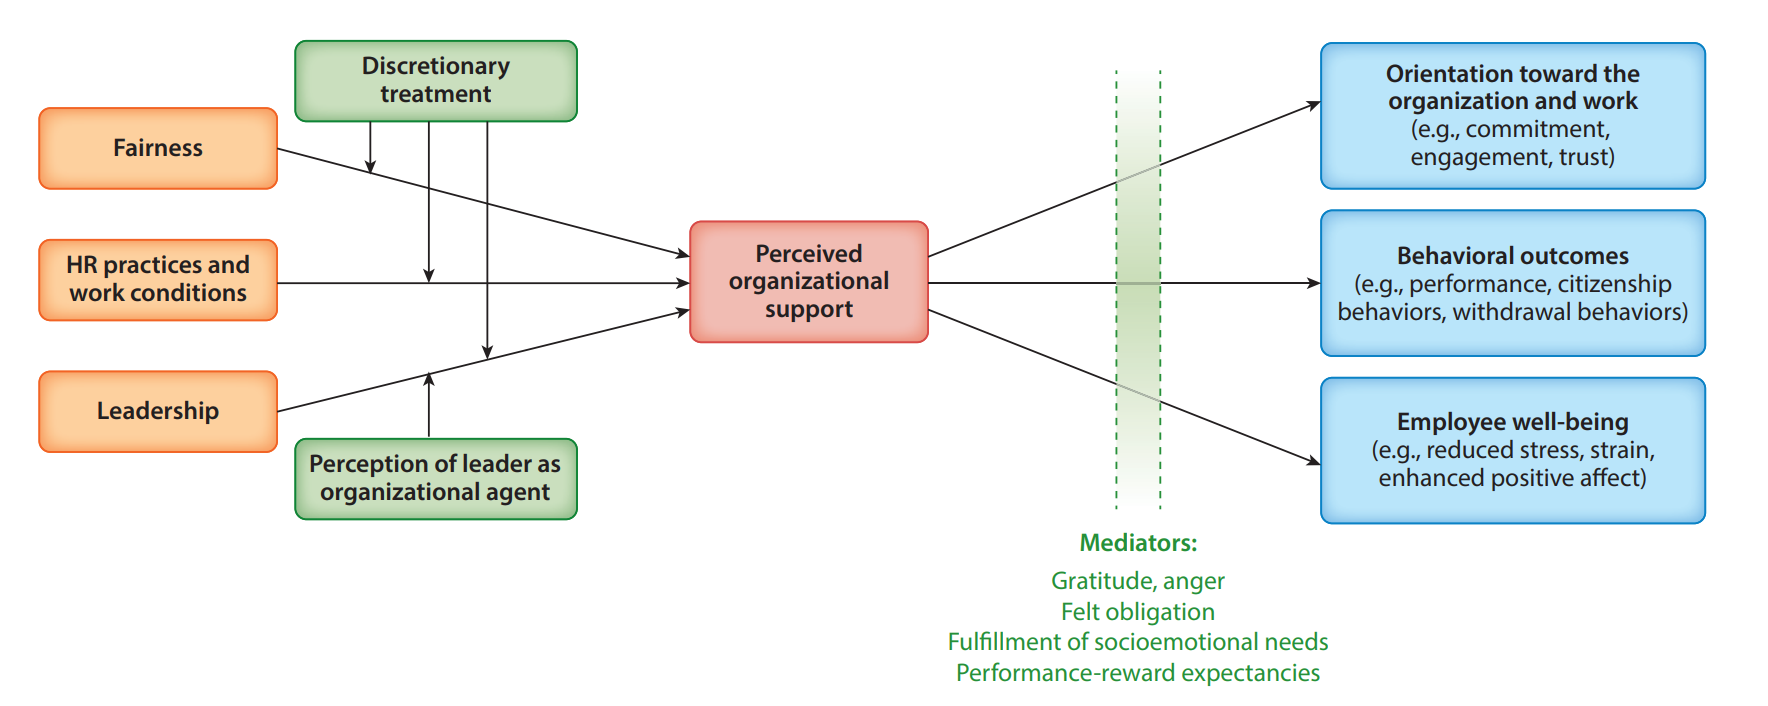 Discretionary
treatment
Fairness
HR practices and
work conditions
Leadership
Perception of leader as
organizational agent
Perceived
organizational
support
Orientation toward the
organization and work
(e.g., commitment,
engagement, trust)
Behavioral outcomes
(e.g., performance, citizenship
behaviors, withdrawal behaviors)
Employee well-being
(e.g., reduced stress, strain,
enhanced positive affect)
Mediators:
Gratitude, anger
Felt obligation
Fulfillment of socioemotional needs
Performance-reward expectancies